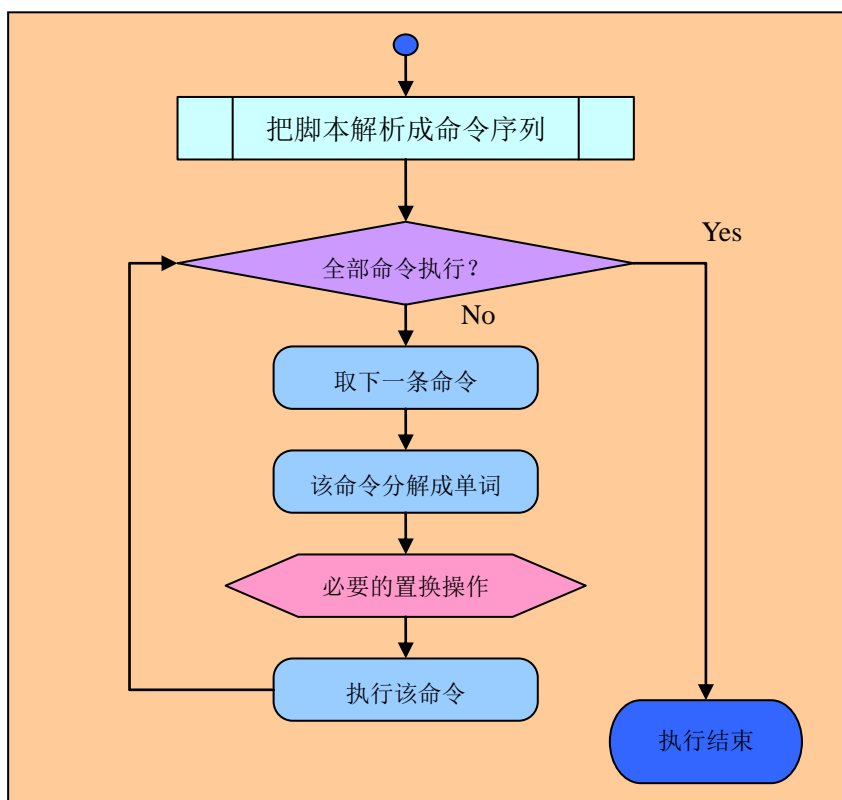 把脚本解析成命令序列
Yes
全部命令执行？
No
取下一条命令
该命令分解成单词
必要的置换操作
执行该命令
执行结束